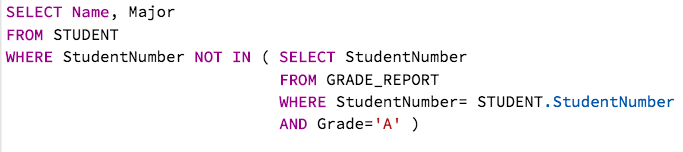 SELECT Name, Major
FROM STUDENT
WHERE StudentNumber NOT IN ( SELECT StudentNumber
FROM GRADE_REPORT
WHERE StudentNumber= STUDENT.StudentNumber
AND Grade='A' )